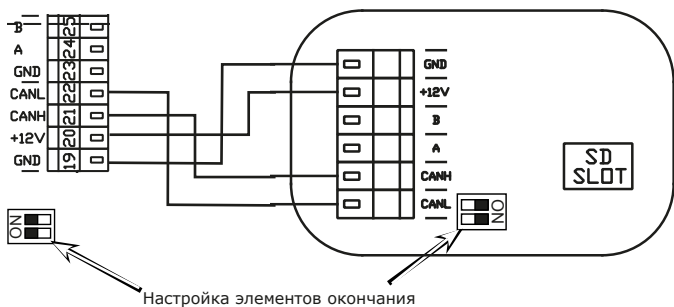 B 25
A 24
GND 23
CANL 22
CANH 21
+12V 20
GND 19
GND
+12V
B
A
CANH
CANL
SD
SLOT
ON
ON
Настройка элементов окончания